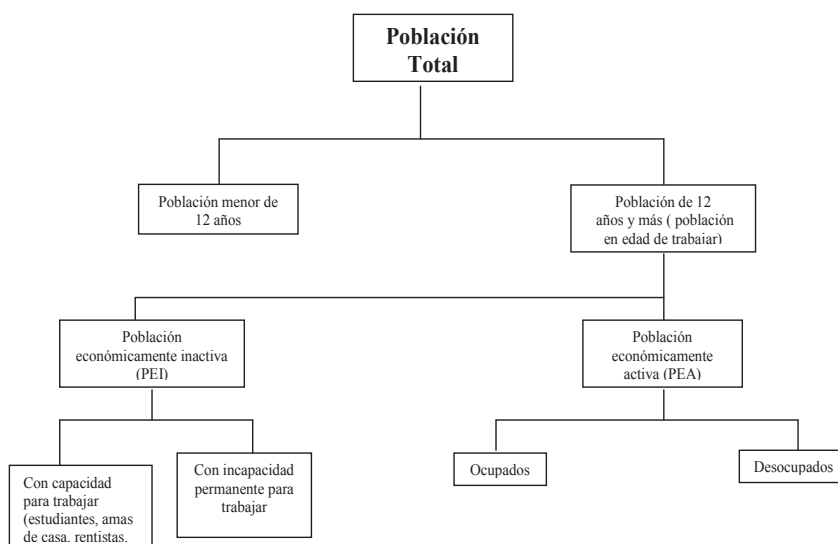 Población
Total
Población menor de
12 años
Población de 12
años y más ( población
en edad de trabajar)
Población
económicamente inactiva
(PEI)
Población
económicamente
activa (PEA)
Con capacidad
para trabajar
(estudiantes, amas
de casa, rentistas,
Con incapacidad
permanente para
trabajar
Ocupados
Desocupados